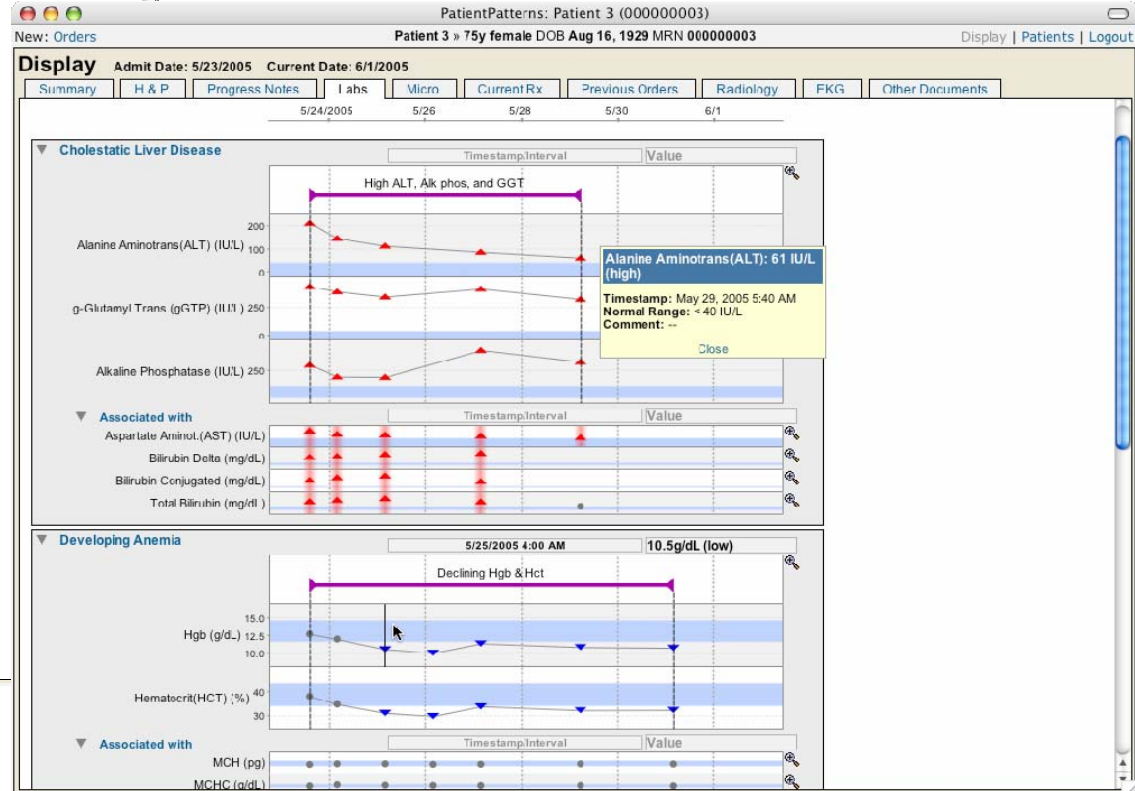 PatientPatterns: Patient 3 (000000003)
New: Orders
Patient 3 » 75y female DOB Aug 16, 1929 MRN 000000003
Display | Patients | Logout
Display Admit Date: 5/23/2005 Current Date: 6/1/2005
Summary H & P Progress Notes Labs Micro Current Rx Previous Orders Radiology EKG Other Documents
5/24/2005 5/26 5/28 5/30 6/1
Cholestatic Liver Disease
Timestamp/Interval Value
High ALT, Alk phos, and GGT
Alanine Aminotrans(ALT) (IU/L)
200
100
0
g-Glutamyl Trans (gGTP) (IU/L)
250
0
Alkaline Phosphatase (IU/L)
250
Alanine Aminotrans(ALT): 61 IU/L
(high)
Timestamp: May 29, 2005 5:40 AM
Normal Range: < 40 IU/L
Comment: --
Close
Associated with
Timestamp/Interval Value
Aspartate Aminot.(AST) (IU/L)
Bilirubin Delta (mg/dL)
Bilirubin Conjugated (mg/dL)
Total Bilirubin (mg/dL)
Developing Anemia
5/25/2005 4:00 AM 10.5g/dL (low)
Declining Hgb & Hct
Hgb (g/dL)
15.0
12.5
10.0
Hematocrit(HCT) (%)
40
30
Associated with
Timestamp/Interval Value
MCH (pg)
MCHC (g/dL)